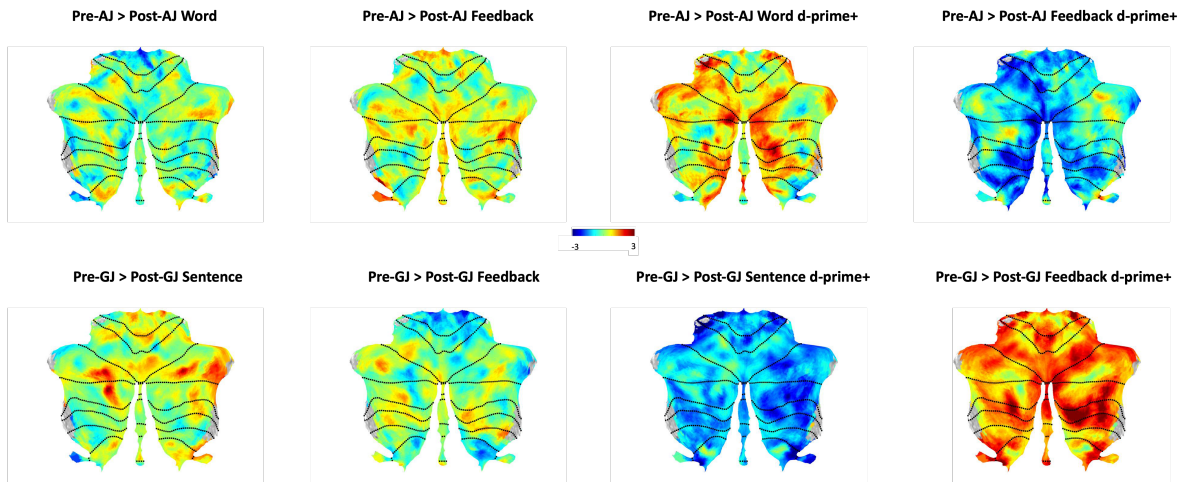 Pre-AJ > Post-AJ Word
Pre-AJ > Post-AJ Feedback
Pre-AJ > Post-AJ Word d-prime+
Pre-AJ > Post-AJ Feedback d-prime+
-3
3
Pre-GJ > Post-GJ Sentence
Pre-GJ > Post-GJ Feedback
Pre-GJ > Post-GJ Sentence d-prime+
Pre-GJ > Post-GJ Feedback d-prime+